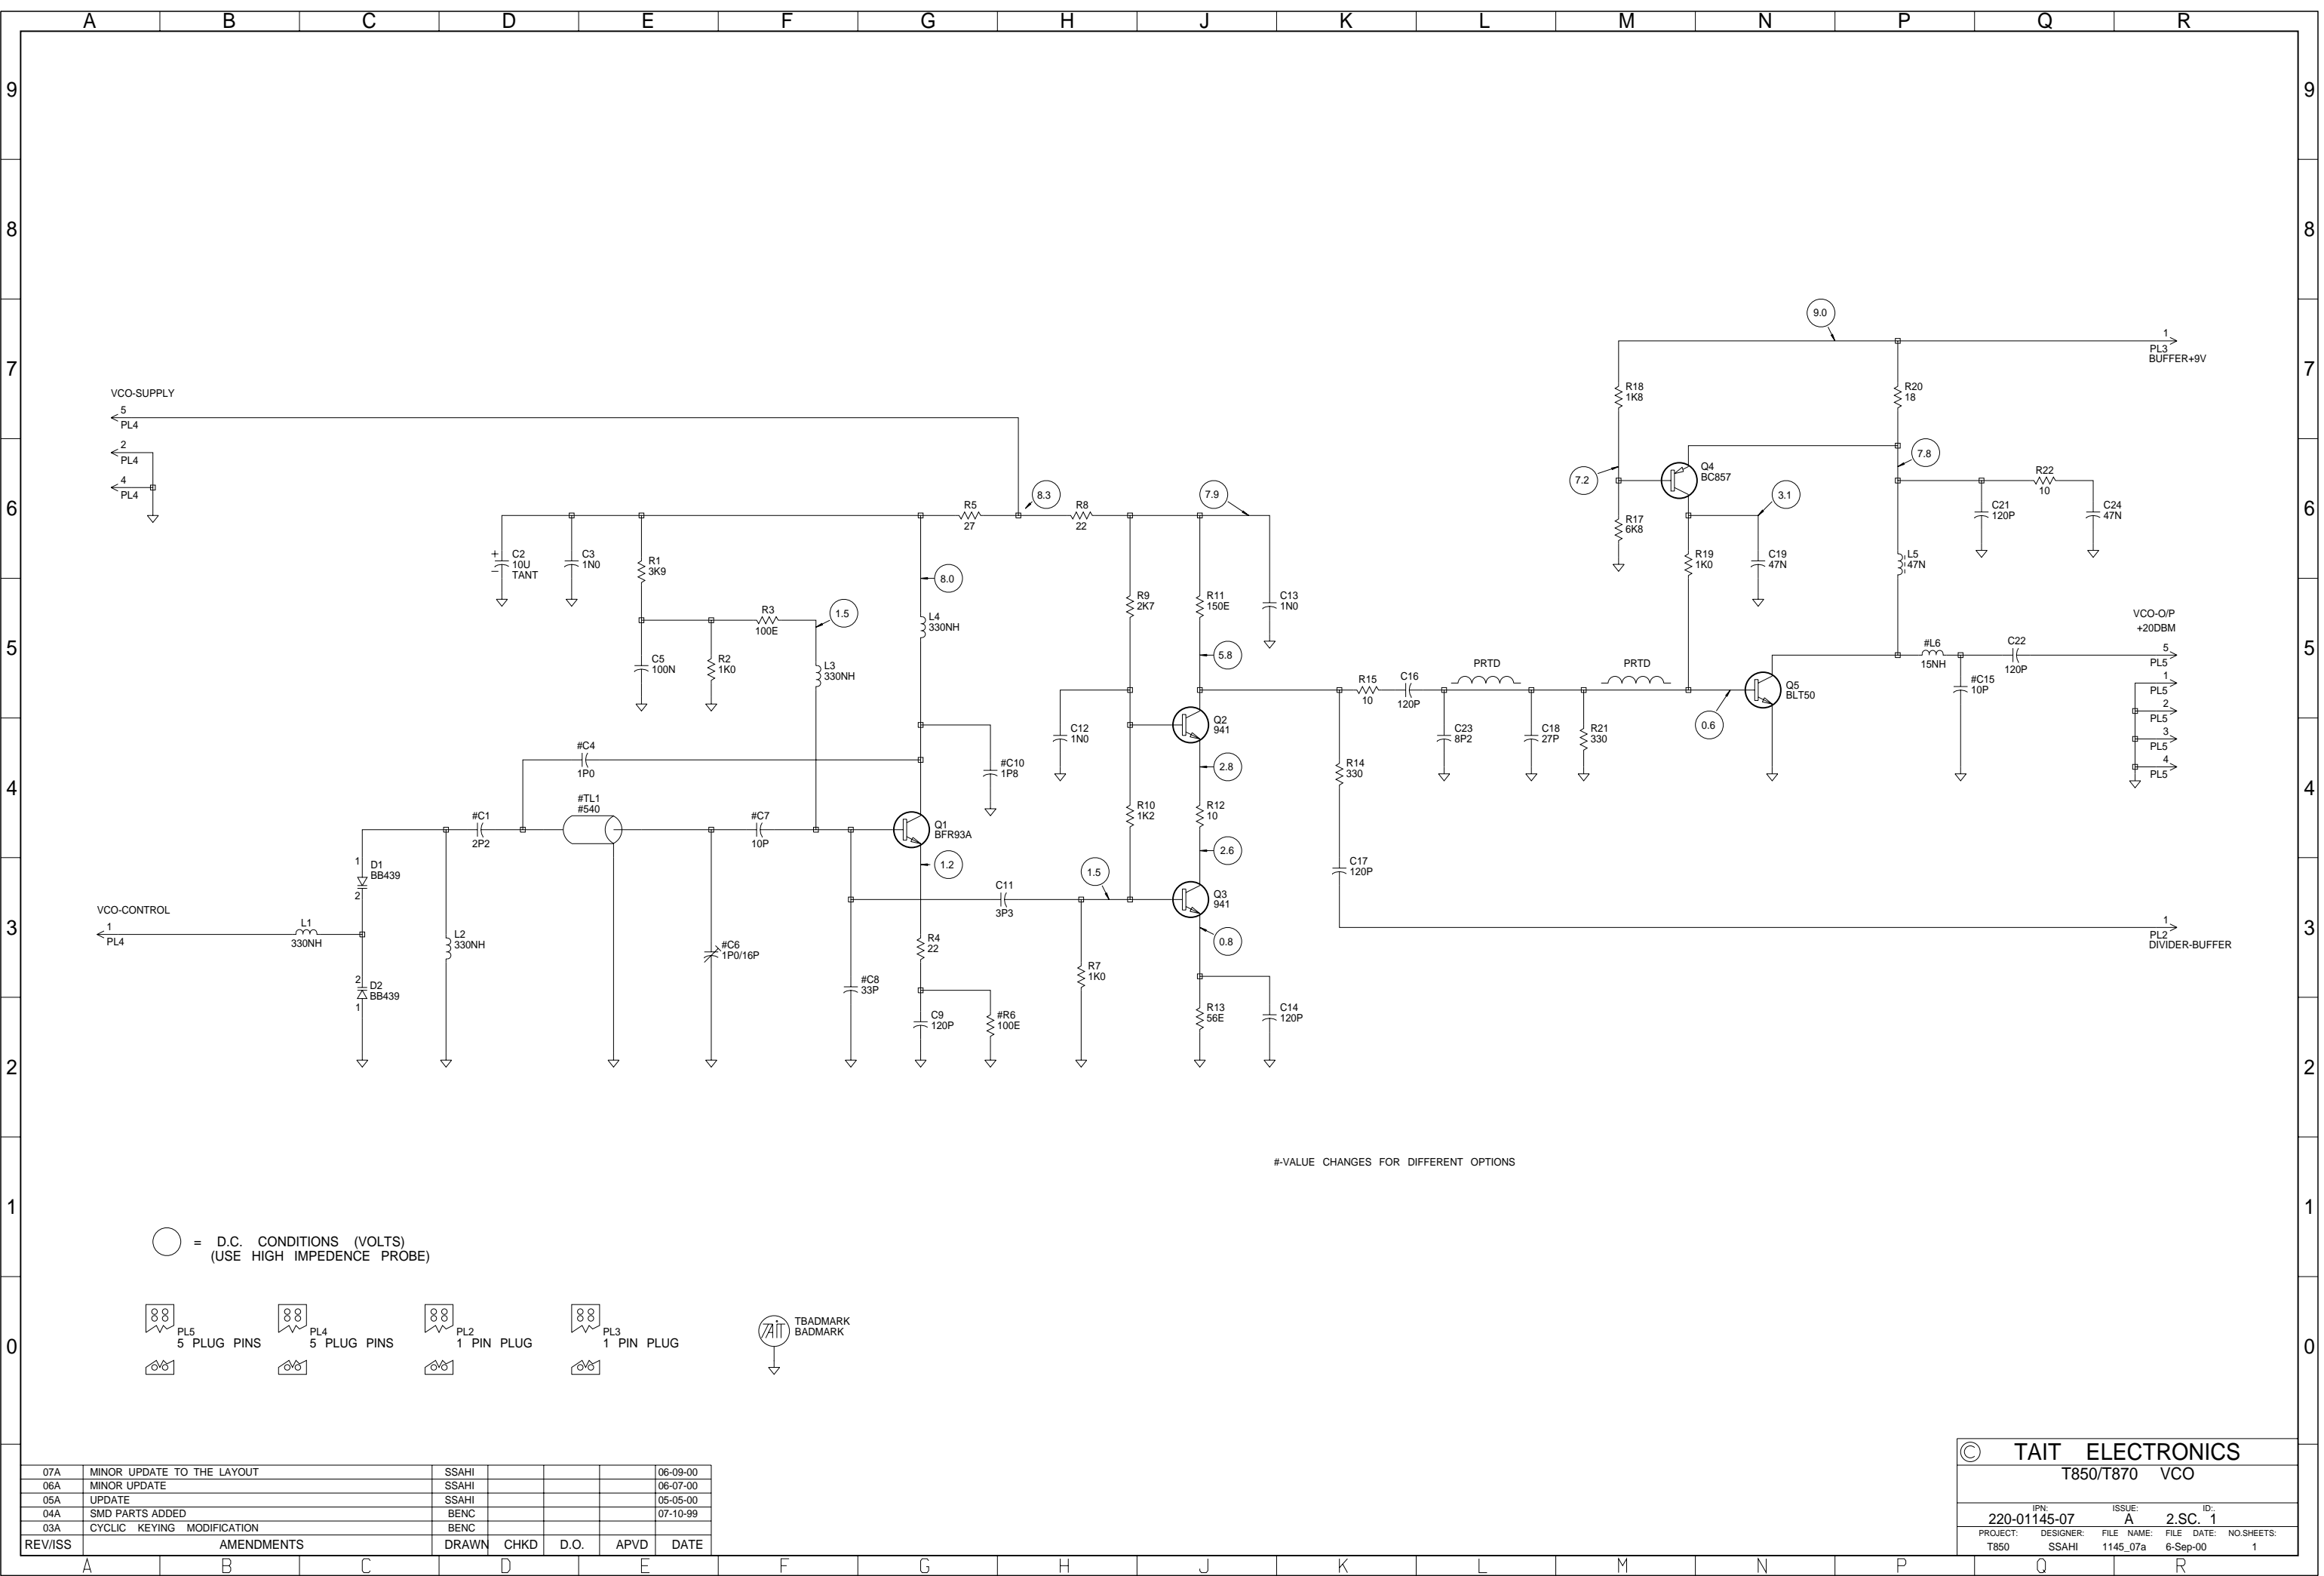 A B C D E F G H J K L M N P Q R
9 9
8 8
7 7
6 6
5 5
4 4
3 3
2 2
1 1
0 0
VCO-SUPPLY
5
PL4
2
PL4
4
PL4
9.0
1
PL3
BUFFER+9V
R18
1K8
R20
18
7.2
Q4
BC857
7.8
R22
10
3.1
C21
120P
C24
47N
R17
6K8
R19
1K0
C19
47N
L5
47N
R5
27
8.3
R8
22
7.9
+
C2
10U
TANT
−
C3
1N0
R1
3K9
8.0
R3
100E
1.5
L4
330NH
R9
2K7
R11
150E
C13
1N0
C5
100N
R2
1K0
L3
330NH
5.8
R15
10
C16
120P
PRTD
PRTD
Q5
BLT50
0.6
#L6
15NH
C22
120P
#C15
10P
VCO-O/P
+20DBM
5
PL5
1
PL5
2
PL5
3
PL5
4
PL5
C12
1N0
Q2
941
C23
8P2
C18
27P
R21
330
#C4
1P0
#C10
1P8
2.8
R14
330
#TL1
#540
#C1
2P2
#C7
10P
Q1
BFR93A
R10
1K2
R12
10
2.6
1.2
1.5
C17
120P
1
D1
BB439
2
C11
3P3
Q3
941
VCO-CONTROL
1
PL4
L1
330NH
L2
330NH
#C6
1P0/16P
R4
22
0.8
1
PL2
DIVIDER-BUFFER
2
D2
BB439
1
#C8
33P
R7
1K0
C9
120P
#R6
100E
R13
56E
C14
120P
#-VALUE CHANGES FOR DIFFERENT OPTIONS
= D.C. CONDITIONS (VOLTS)
(USE HIGH IMPEDENCE PROBE)
PL5
5 PLUG PINS
PL4
5 PLUG PINS
PL2
1 PIN PLUG
PL3
1 PIN PLUG
TAIT
TBADMARK
BADMARK
07A MINOR UPDATE TO THE LAYOUT SSAHI 06-09-00
06A MINOR UPDATE SSAHI 06-07-00
05A UPDATE SSAHI 05-05-00
04A SMD PARTS ADDED BENC 07-10-99
03A CYCLIC KEYING MODIFICATION BENC
REV/ISS AMENDMENTS DRAWN CHKD D.O. APVD DATE
© TAIT ELECTRONICS
T850/T870 VCO
IPN: ISSUE: ID:.
220-01145-07 A 2.SC. 1
PROJECT: DESIGNER: FILE NAME: FILE DATE: NO.SHEETS:
T850 SSAHI 1145_07a 6-Sep-00 1
A B C D E F G H J K L M N P Q R